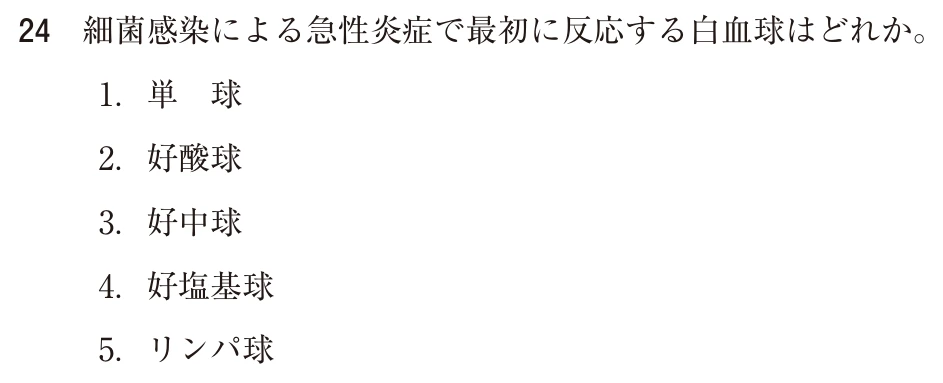 24 細菌感染による急性炎症で最初に反応する白血球はどれか。
1. 単 球
2. 好酸球
3. 好中球
4. 好塩基球
5. リンパ球